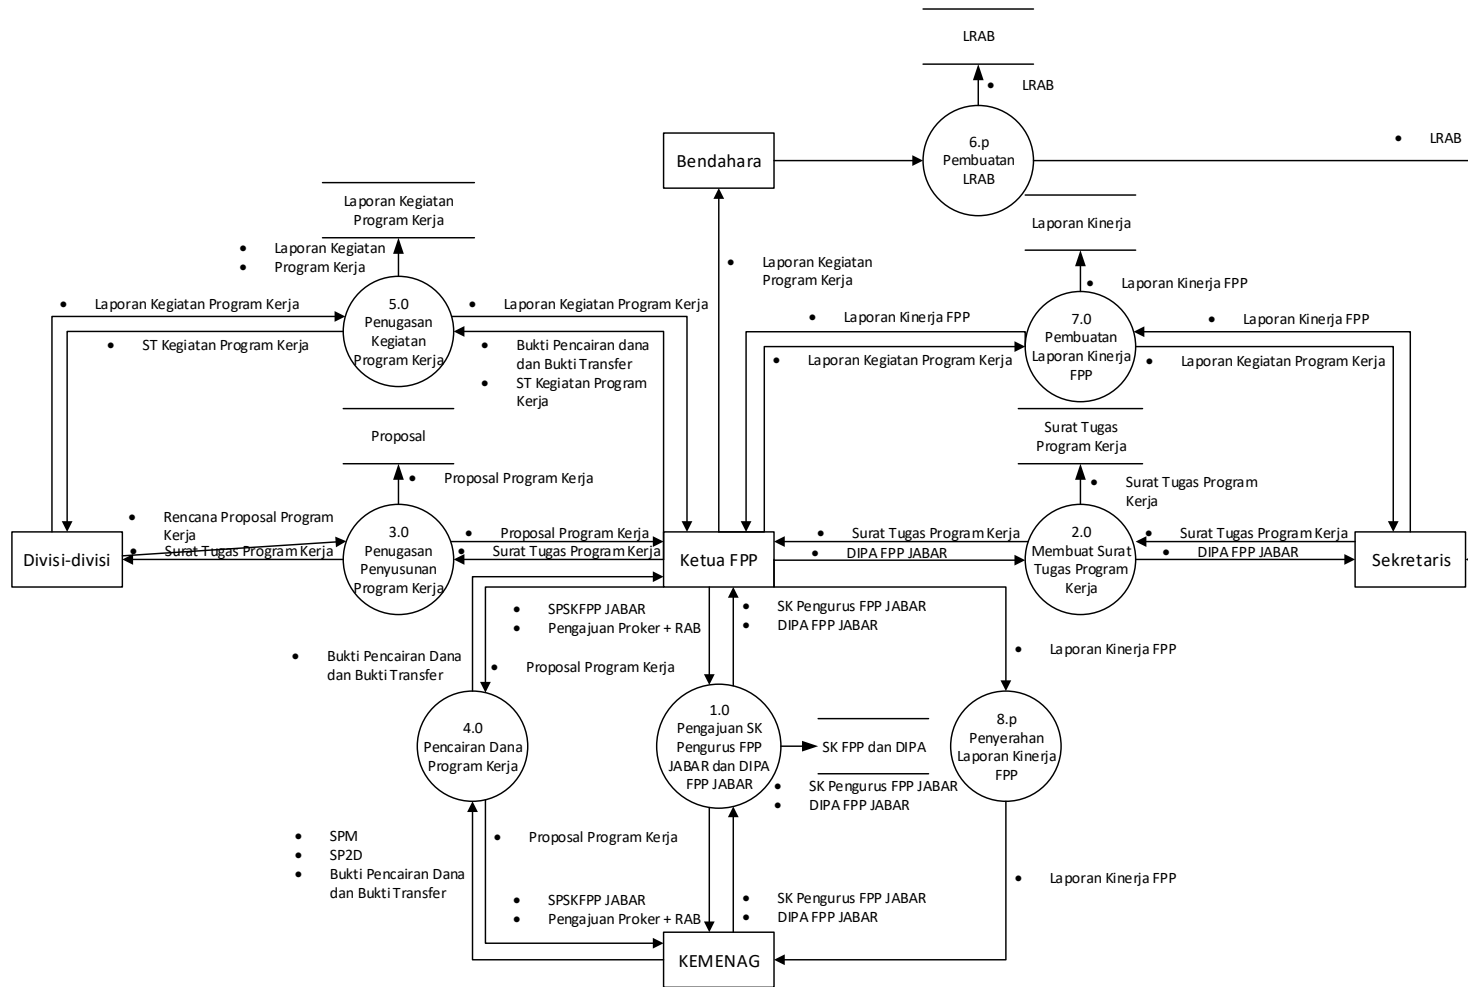 LRAB
• LRAB
6.p
Pembuatan
LRAB
• LRAB
Bendahara
Laporan Kegiatan
Program Kerja
Laporan Kinerja
• Laporan Kegiatan
• Program Kerja
• Laporan Kegiatan
Program Kerja
• Laporan Kinerja FPP
• Laporan Kegiatan Program Kerja
5.0
Penugasan
Kegiatan
Program Kerja
• Laporan Kegiatan Program Kerja
• Laporan Kinerja FPP
7.0
Pembuatan
Laporan Kinerja
FPP
• Laporan Kinerja FPP
• ST Kegiatan Program Kerja
• Bukti Pencairan dana
dan Bukti Transfer
• ST Kegiatan Program
Kerja
• Laporan Kegiatan Program Kerja
• Laporan Kegiatan Program Kerja
Proposal
Surat Tugas
Program Kerja
• Proposal Program Kerja
• Surat Tugas Program
Kerja
• Rencana Proposal Program
Kerja
• Surat Tugas Program Kerja
3.0
Penugasan
Penyusunan
Program Kerja
• Proposal Program Kerja
• Surat Tugas Program Kerja
• Surat Tugas Program Kerja
• DIPA FPP JABAR
2.0
Membuat Surat
Tugas Program
Kerja
• Surat Tugas Program Kerja
• DIPA FPP JABAR
Divisi-divisi
Ketua FPP
Sekretaris
• SPSKFPP JABAR
• Pengajuan Proker + RAB
• SK Pengurus FPP JABAR
• DIPA FPP JABAR
• Bukti Pencairan Dana
dan Bukti Transfer
• Proposal Program Kerja
• Laporan Kinerja FPP
4.0
Pencairan Dana
Program Kerja
1.0
Pengajuan SK
Pengurus FPP
JABAR dan DIPA
FPP JABAR
SK FPP dan DIPA
8.p
Penyerahan
Laporan Kinerja
FPP
• SK Pengurus FPP JABAR
• DIPA FPP JABAR
• SPM
• SP2D
• Bukti Pencairan Dana
dan Bukti Transfer
• Proposal Program Kerja
• Laporan Kinerja FPP
• SPSKFPP JABAR
• Pengajuan Proker + RAB
• SK Pengurus FPP JABAR
• DIPA FPP JABAR
KEMENAG